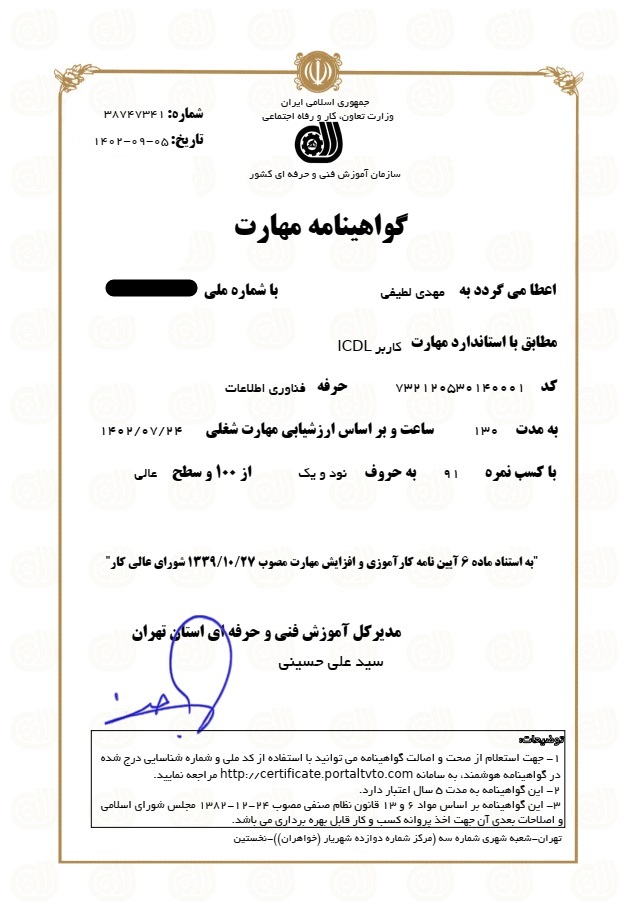 جمهوری اسلامی ایران
وزارت تعاون، کار و رفاه اجتماعی
شماره: ۳۸۷۴۷۳۴۱
تاریخ: ۱۴۰۲-۰۹-۰۵
سازمان آموزش فنی و حرفه ای کشور
گواهینامه مهارت
اعطا می گردد به مهدی لطیفی با شماره ملی
مطابق با استاندارد مهارت کاربر ICDL
کد ۷۳۲۱۲۰۵۳۰۱۴۰۰۰۱ حرفه فناوری اطلاعات
به مدت ۱۳۰ ساعت و بر اساس ارزشیابی مهارت شغلی ۱۴۰۲/۰۷/۲۴
با کسب نمره ۹۱ به حروف نود و یک از ۱۰۰ و سطح عالی
"به استناد ماده ۶ آیین نامه کارآموزی و افزایش مهارت مصوب ۱۳۳۹/۱۰/۲۷ شورای عالی کار"
مدیرکل آموزش فنی و حرفه ای استان تهران
سید علی حسینی
توضیحات:
۱- جهت استعلام از صحت و اصالت گواهینامه می توانید با استفاده از کد ملی و شماره شناسایی درج شده
در گواهینامه هوشمند، به سامانه http://certificate.portaltvto.com مراجعه نمایید.
۲- این گواهینامه به مدت ۵ سال اعتبار دارد.
۳- این گواهینامه بر اساس مواد ۶ و ۱۳ قانون نظام صنفی مصوب ۲۴-۱۲-۱۳۸۲ مجلس شورای اسلامی
و اصلاحات بعدی آن جهت اخذ پروانه کسب و کار قابل بهره برداری می باشد.
تهران-شعبه شهری شماره سه (مرکز شماره دوازده شهریار (خواهران))-نخستین